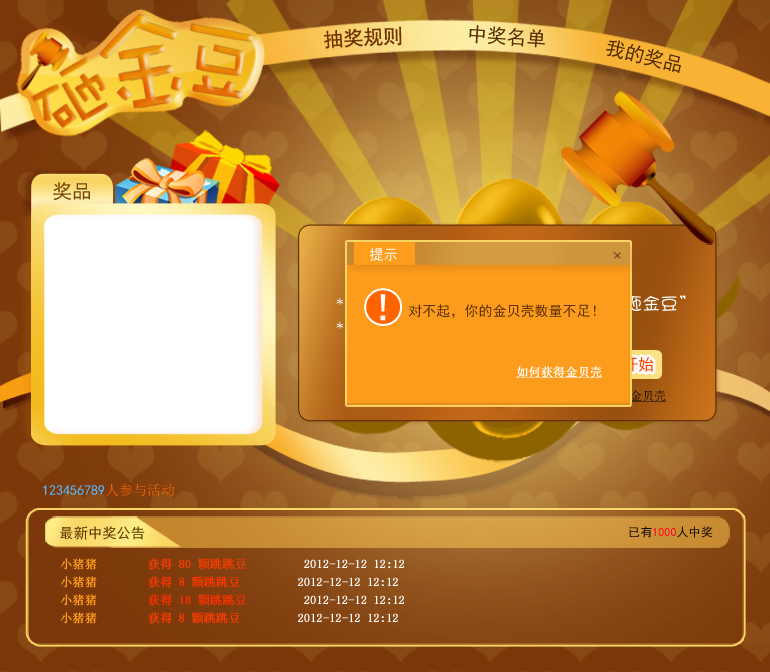 砸金豆
抽奖规则
中奖名单
我的奖品
奖品
提示
×
对不起，你的金贝壳数量不足！
如何获得金贝壳
*
砸金豆”
*
开始
金贝壳
123456789人参与活动
最新中奖公告
已有1000人中奖
小猪猪 获得 80 颗跳跳豆 2012-12-12 12:12
小猪猪 获得 8 颗跳跳豆 2012-12-12 12:12
小猪猪 获得 18 颗跳跳豆 2012-12-12 12:12
小猪猪 获得 8 颗跳跳豆 2012-12-12 12:12